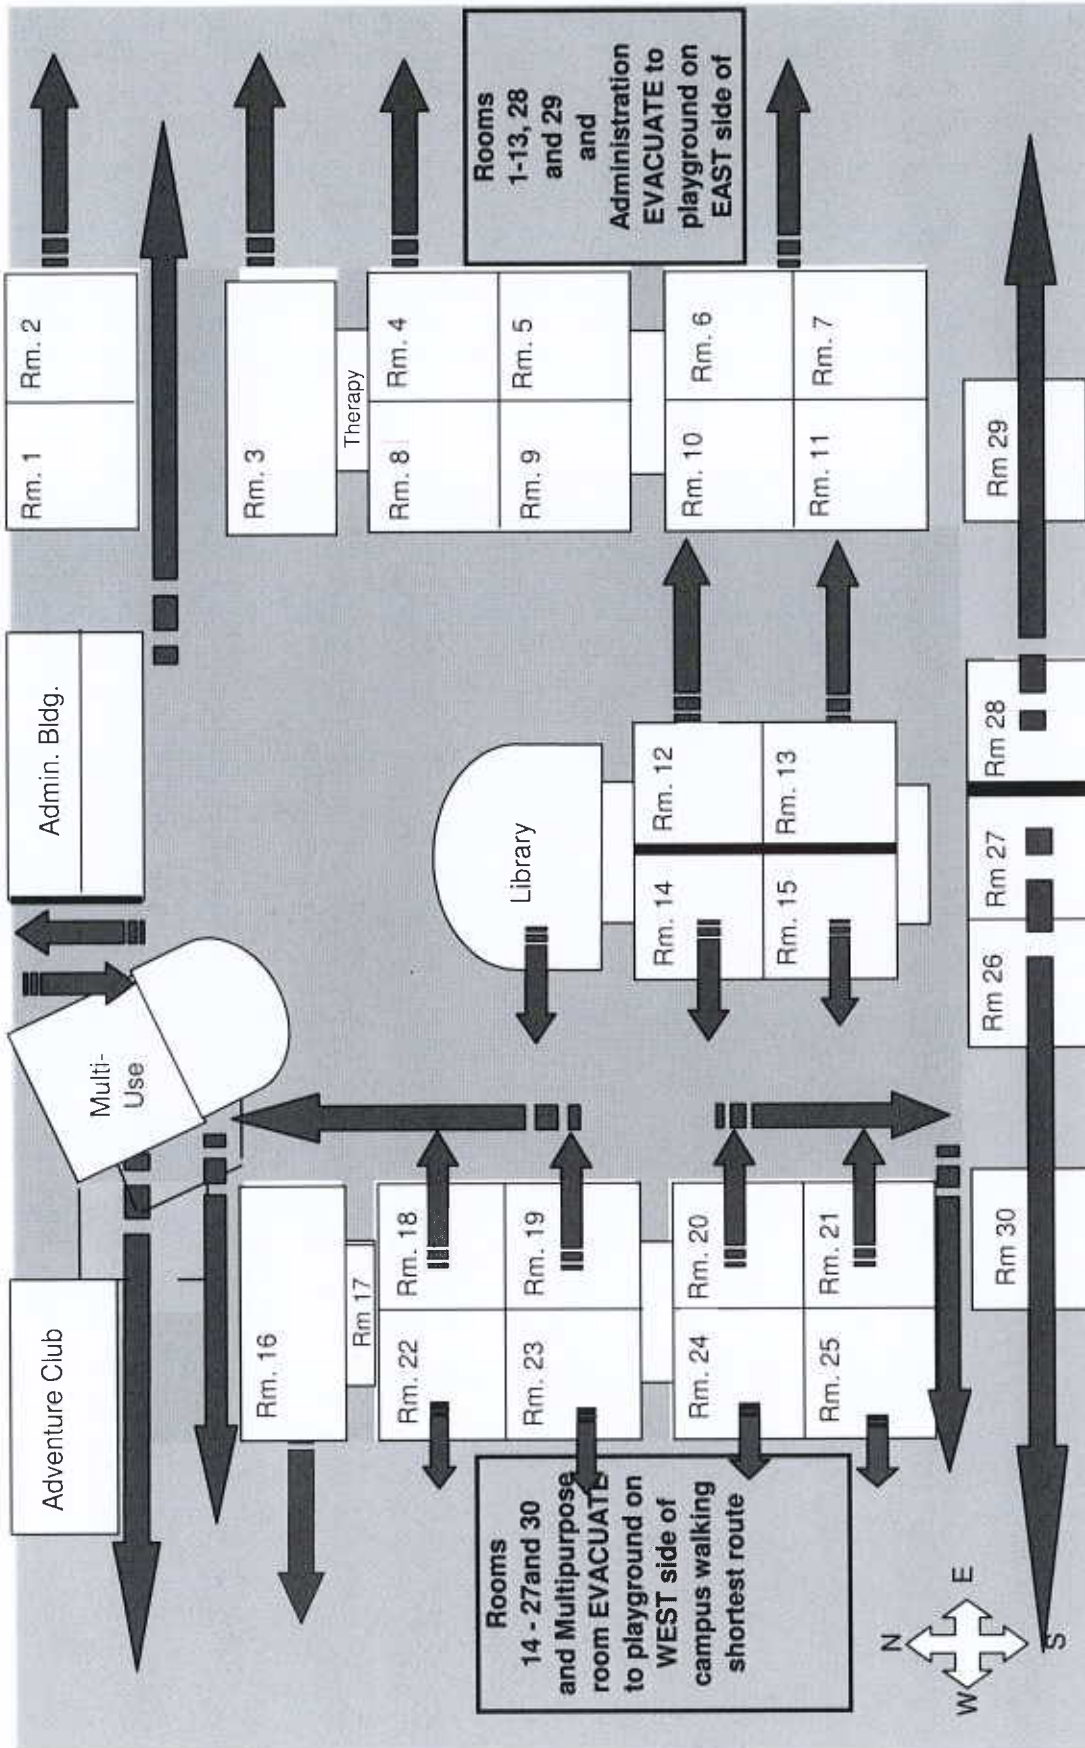 Adventure Club
Multi-
Use
Admin. Bldg.
Rm. 1
Rm. 2
Rm. 16
Rm 17
Rm. 22
Rm. 18
Rm. 23
Rm. 19
Rm. 24
Rm. 20
Rm. 25
Rm. 21
Library
Rm. 14
Rm. 12
Rm. 15
Rm. 13
Rm. 3
Therapy
Rm. 8
Rm. 4
Rm. 9
Rm. 5
Rm. 10
Rm. 6
Rm. 11
Rm. 7
Rooms
1-13, 28
and 29
and
Administration
EVACUATE to
playground on
EAST side of
Rooms
14 - 27and 30
and Multipurpose
room EVACUATE
to playground on
WEST side of
campus walking
shortest route
Rm 30
Rm 26
Rm 27
Rm 28
Rm 29
N
W
E
S